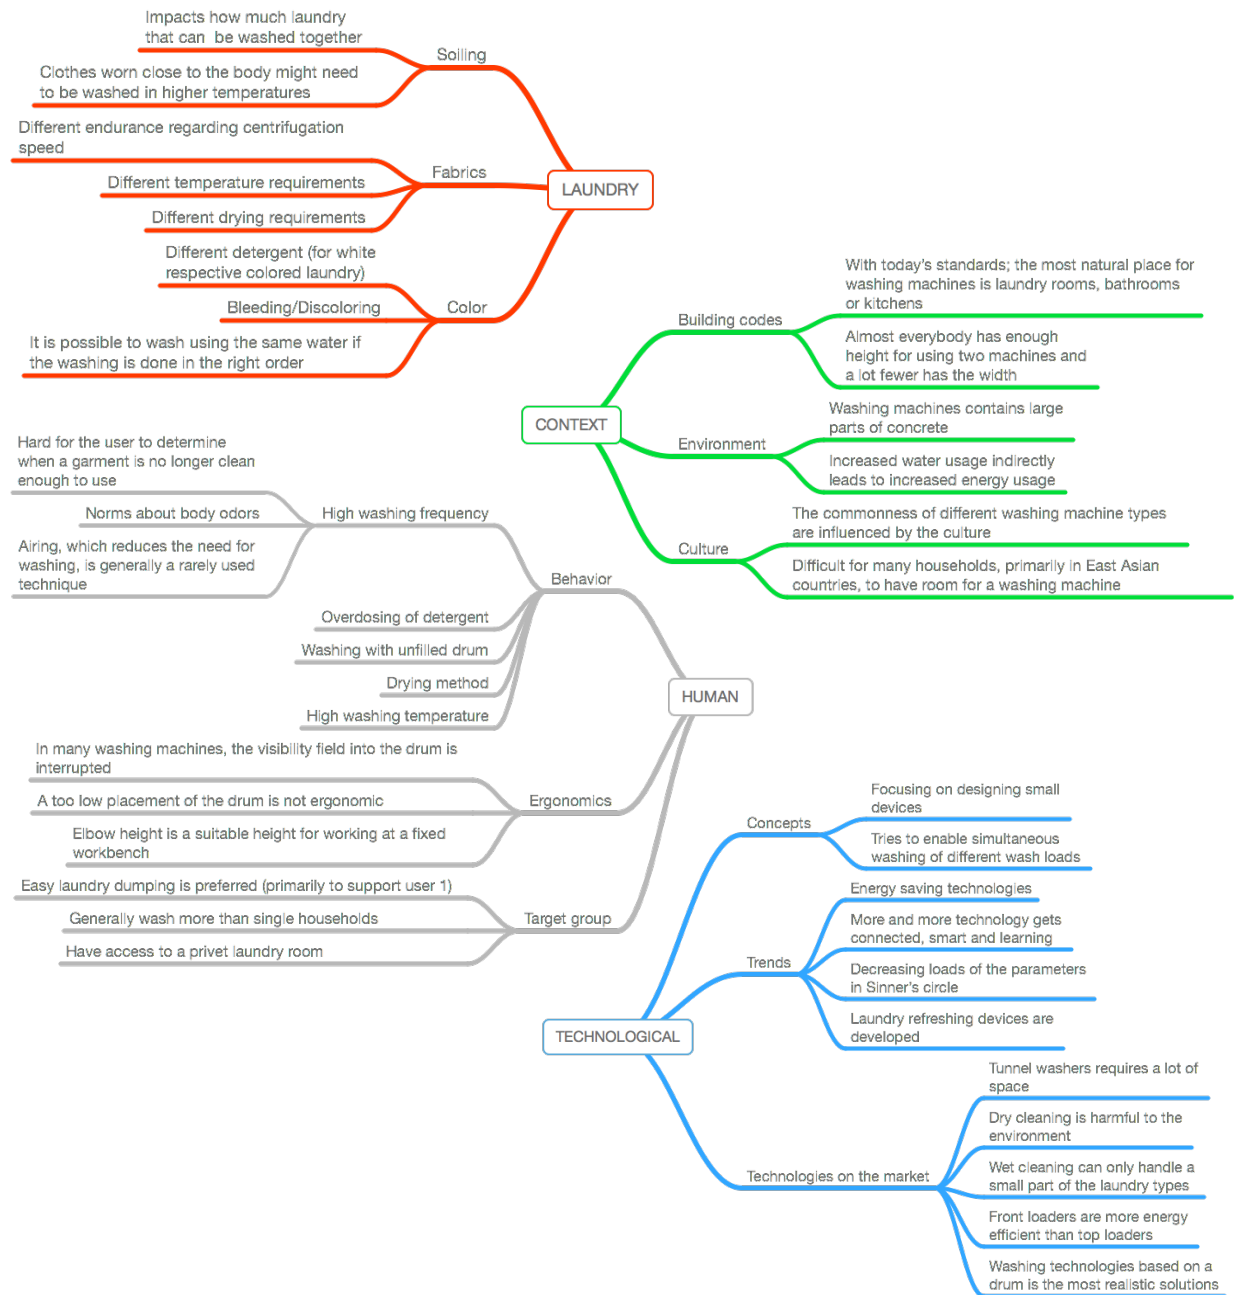 Impacts how much laundry
that can  be washed together
Soiling
Clothes worn close to the body might need
to be washed in higher temperatures
Different endurance regarding centrifugation
speed
Fabrics
Different temperature requirements
Different drying requirements
LAUNDRY
Different detergent (for white
respective colored laundry)
Bleeding/Discoloring
Color
It is possible to wash using the same water if
the washing is done in the right order
With today's standards; the most natural place for
washing machines is laundry rooms, bathrooms
or kitchens
Building codes
Almost everybody has enough
height for using two machines and
a lot fewer has the width
CONTEXT
Washing machines contains large
parts of concrete
Environment
Increased water usage indirectly
leads to increased energy usage
The commonness of different washing machine types
are influenced by the culture
Culture
Difficult for many households, primarily in East Asian
countries, to have room for a washing machine
Hard for the user to determine
when a garment is no longer clean
enough to use
Norms about body odors
High washing frequency
Airing, which reduces the need for
washing, is generally a rarely used
technique
Behavior
Overdosing of detergent
Washing with unfilled drum
Drying method
High washing temperature
HUMAN
In many washing machines, the visibility field into the drum is
interrupted
A too low placement of the drum is not ergonomic
Ergonomics
Elbow height is a suitable height for working at a fixed
workbench
Easy laundry dumping is preferred (primarily to support user 1)
Generally wash more than single households
Target group
Have access to a privet laundry room
Focusing on designing small
devices
Concepts
Tries to enable simultaneous
washing of different wash loads
Energy saving technologies
More and more technology gets
connected, smart and learning
Trends
Decreasing loads of the parameters
in Sinner's circle
Laundry refreshing devices are
developed
TECHNOLOGICAL
Tunnel washers requires a lot of
space
Dry cleaning is harmful to the
environment
Technologies on the market
Wet cleaning can only handle a
small part of the laundry types
Front loaders are more energy
efficient than top loaders
Washing technologies based on a
drum is the most realistic solutions